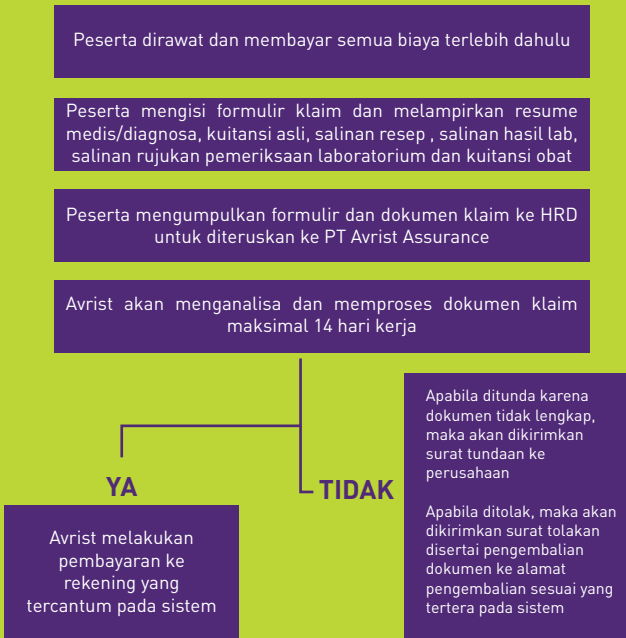 Peserta dirawat dan membayar semua biaya terlebih dahulu
Peserta mengisi formulir klaim dan melampirkan resume
medis/diagnosa, kuitansi asli, salinan resep , salinan hasil lab,
salinan rujukan pemeriksaan laboratorium dan kuitansi obat
Peserta mengumpulkan formulir dan dokumen klaim ke HRD
untuk diteruskan ke PT Avrist Assurance
Avrist akan menganalisa dan memproses dokumen klaim
maksimal 14 hari kerja
YA
Avrist melakukan
pembayaran ke
rekening yang
tercantum pada sistem
TIDAK
Apabila ditunda karena
dokumen tidak lengkap,
maka akan dikirimkan
surat tundaan ke
perusahaan
Apabila ditolak, maka akan
dikirimkan surat tolakan
disertai pengembalian
dokumen ke alamat
pengembalian sesuai yang
tertera pada sistem